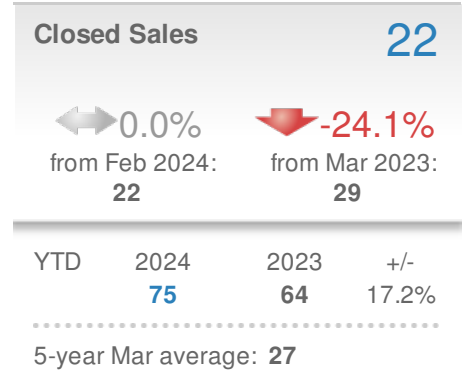 Closed Sales 22
0.0% -24.1%
from Feb 2024: from Mar 2023:
22 29
YTD 2024 2023 +/-
75 64 17.2%
5-year Mar average: 27